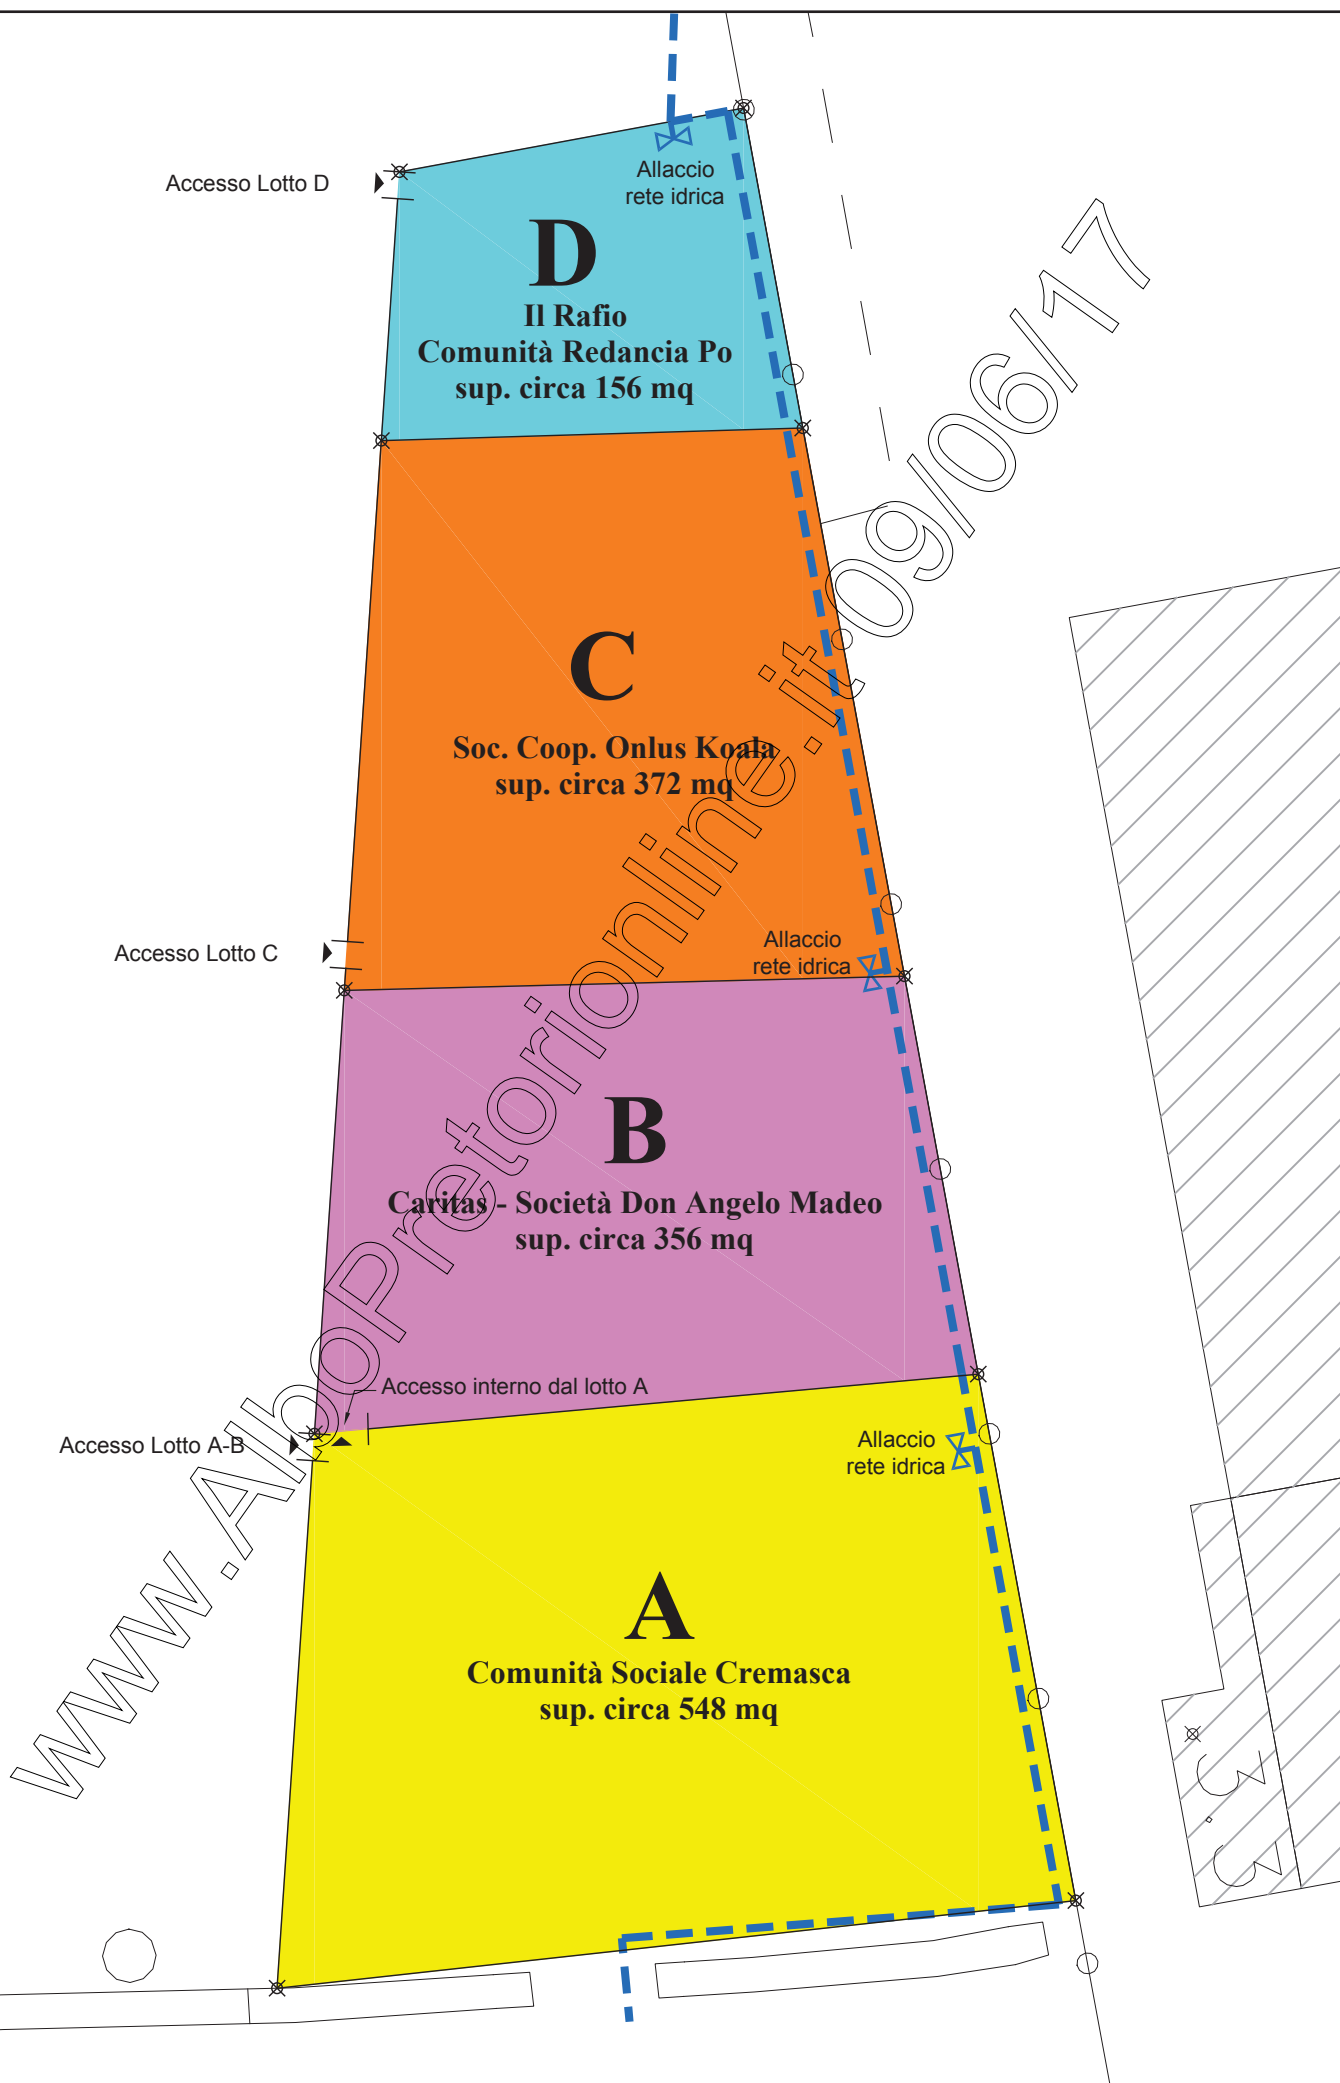 Allaccio
rete idrica
Accesso Lotto D
D
Il Rafio
Comunità Redancia Po
sup. circa 156 mq
C
Soc. Coop. Onlus Koala
sup. circa 372 mq
Allaccio
rete idrica
Accesso Lotto C
B
Caritas - Società Don Angelo Madeo
sup. circa 356 mq
Accesso interno dal lotto A
Accesso Lotto A-B
Allaccio
rete idrica
A
Comunità Sociale Cremasca
sup. circa 548 mq
3.3
www.AlboPretorionline.it 09/06/17